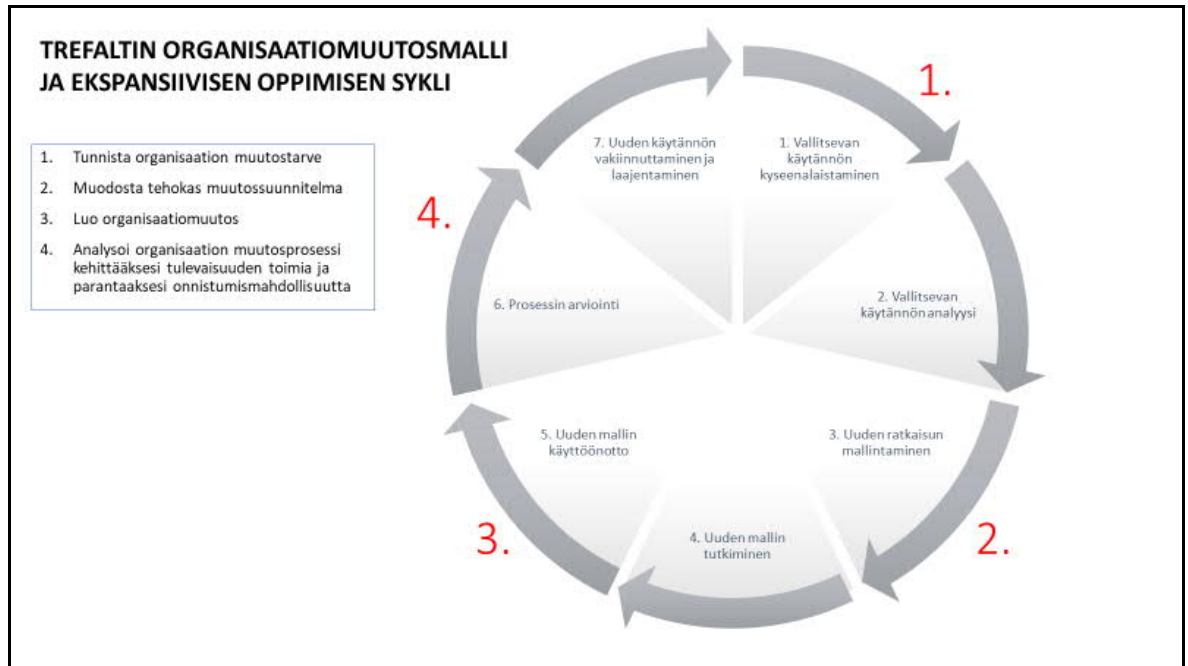 TREFALTIN ORGANISAATIOMUUTOSMALLI
JA EKSPANSIIVISEN OPPIMISEN SYKLI
1. Tunnista organisaation muutostarve
2. Muodosta tehokas muutossuunnitelma
3. Luo organisaatiomuutos
4. Analysoi organisaation muutosprosessi
kehittääksesi tulevaisuuden toimia ja
parantaaksesi onnistumismahdollisuutta
1.
1. Vallitsevan
käytännön
kyseenalaistaminen
2. Vallitsevan
käytännön analyysi
3. Uuden ratkaisun
mallintaminen
2.
4. Uuden mallin
tutkiminen
5. Uuden mallin
käyttöönotto
3.
6. Prosessin arviointi
4.
7. Uuden käytännön
vakiinnuttaminen ja
laajentaminen